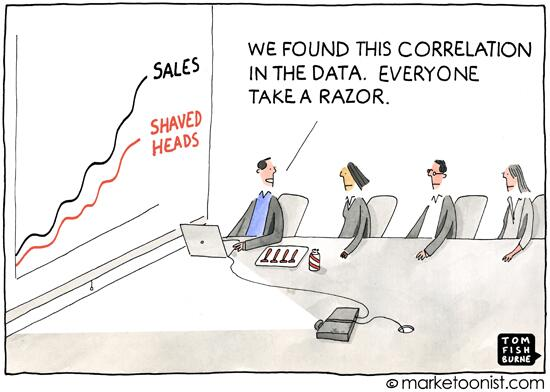 SALES
SHAVED
HEADS
WE FOUND THIS CORRELATION
IN THE DATA. EVERYONE
TAKE A RAZOR.
TOM
FISH
BURNE
© marketoonist.com